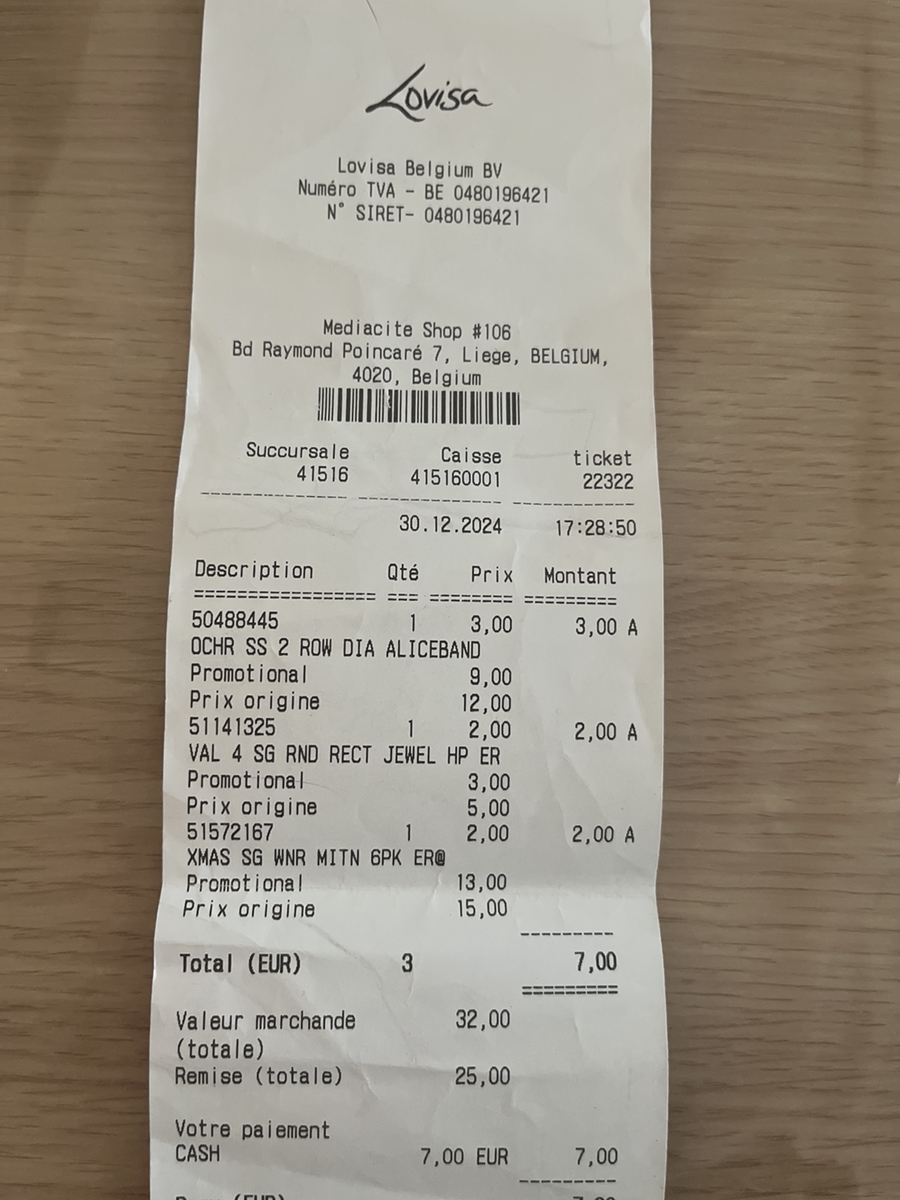 Lovisa
Lovisa Belgium BV
Numéro TVA - BE 0480196421
N° SIRET- 0480196421
Mediacite Shop #106
Bd Raymond Poincaré 7, Liege, BELGIUM,
4020, Belgium
Succursale Caisse ticket
41516 415160001 22322
30.12.2024 17:28:50
Description Qté Prix Montant
50488445 1 3,00 3,00 A
OCHR SS 2 ROW DIA ALICEBAND
Promotional 9,00
Prix origine 12,00
51141325 1 2,00 2,00 A
VAL 4 SG RND RECT JEWEL HP ER
Promotional 3,00
Prix origine 5,00
51572167 1 2,00 2,00 A
XMAS SG WNR MITN 6PK ER@
Promotional 13,00
Prix origine 15,00
Total (EUR) 3 7,00
Valeur marchande 32,00
(totale)
Remise (totale) 25,00
Votre paiement
CASH 7,00 EUR 7,00
(EUR)